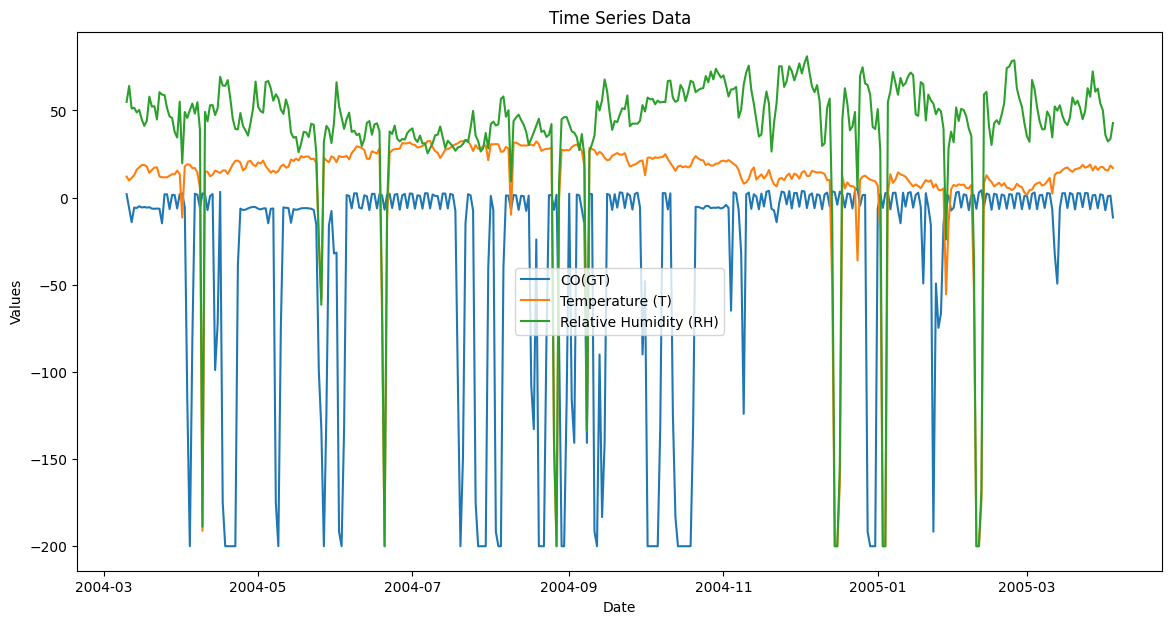 Time Series Data
Values
50
0
−50
−100
−150
−200
CO(GT)
Temperature (T)
Relative Humidity (RH)
2004-03
2004-05
2004-07
2004-09
2004-11
2005-01
2005-03
Date